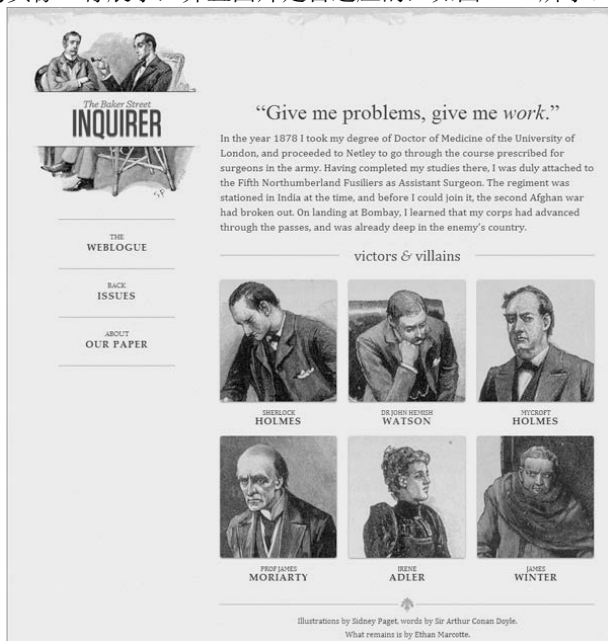 The Baker Street
INQUIRER
THE
WEBLOGUE
BACK
ISSUES
ABOUT
OUR PAPER
“Give me problems, give me work.”
In the year 1878 I took my degree of Doctor of Medicine of the University of
London, and proceeded to Netley to go through the course prescribed for
surgeons in the army. Having completed my studies there, I was duly attached to
the Fifth Northumberland Fusiliers as Assistant Surgeon. The regiment was
stationed in India at the time, and before I could join it, the second Afghan war
had broken out. On landing at Bombay, I learned that my corps had advanced
through the passes, and was already deep in the enemy’s country.
victors & villains
SHERLOCK
HOLMES
DR JOHN HEMISH
WATSON
MYCROFT
HOLMES
PROF JAMES
MORIARTY
IRENE
ADLER
JAMES
WINTER
Illustrations by Sidney Paget, words by Sir Arthur Conan Doyle.
What remains is by Ethan Marcotte.